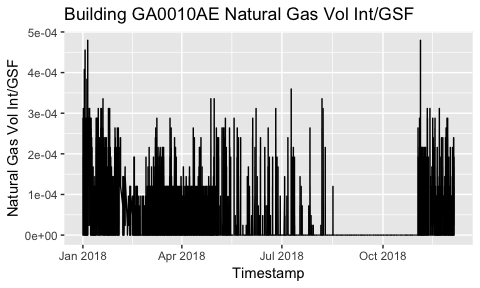 Building GA0010AE Natural Gas Vol Int/GSF
Natural Gas Vol Int/GSF
5e-04
4e-04
3e-04
2e-04
1e-04
0e+00
Jan 2018 Apr 2018 Jul 2018 Oct 2018
Timestamp